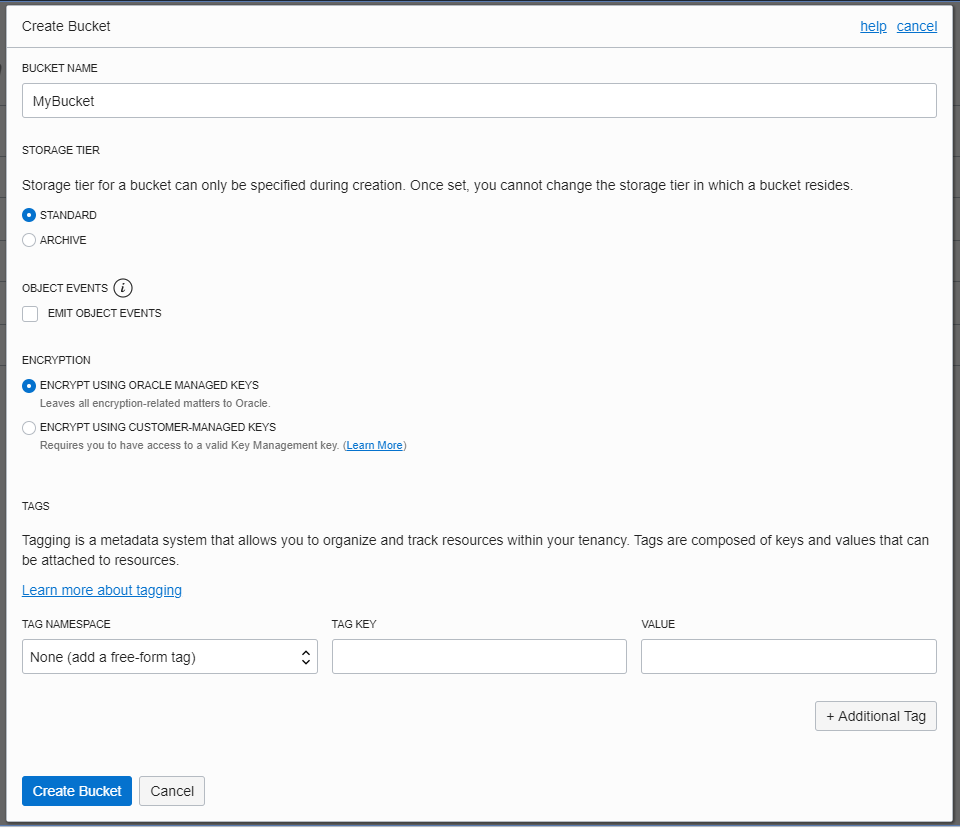 Create Bucket help cancel
BUCKET NAME
MyBucket
STORAGE TIER
Storage tier for a bucket can only be specified during creation. Once set, you cannot change the storage tier in which a bucket resides.
STANDARD
ARCHIVE
OBJECT EVENTS i
EMIT OBJECT EVENTS
ENCRYPTION
ENCRYPT USING ORACLE MANAGED KEYS
Leaves all encryption-related matters to Oracle.
ENCRYPT USING CUSTOMER-MANAGED KEYS
Requires you to have access to a valid Key Management key. (Learn More)
TAGS
Tagging is a metadata system that allows you to organize and track resources within your tenancy. Tags are composed of keys and values that can
be attached to resources.
Learn more about tagging
TAG NAMESPACE TAG KEY VALUE
None (add a free-form tag)
+ Additional Tag
Create Bucket Cancel